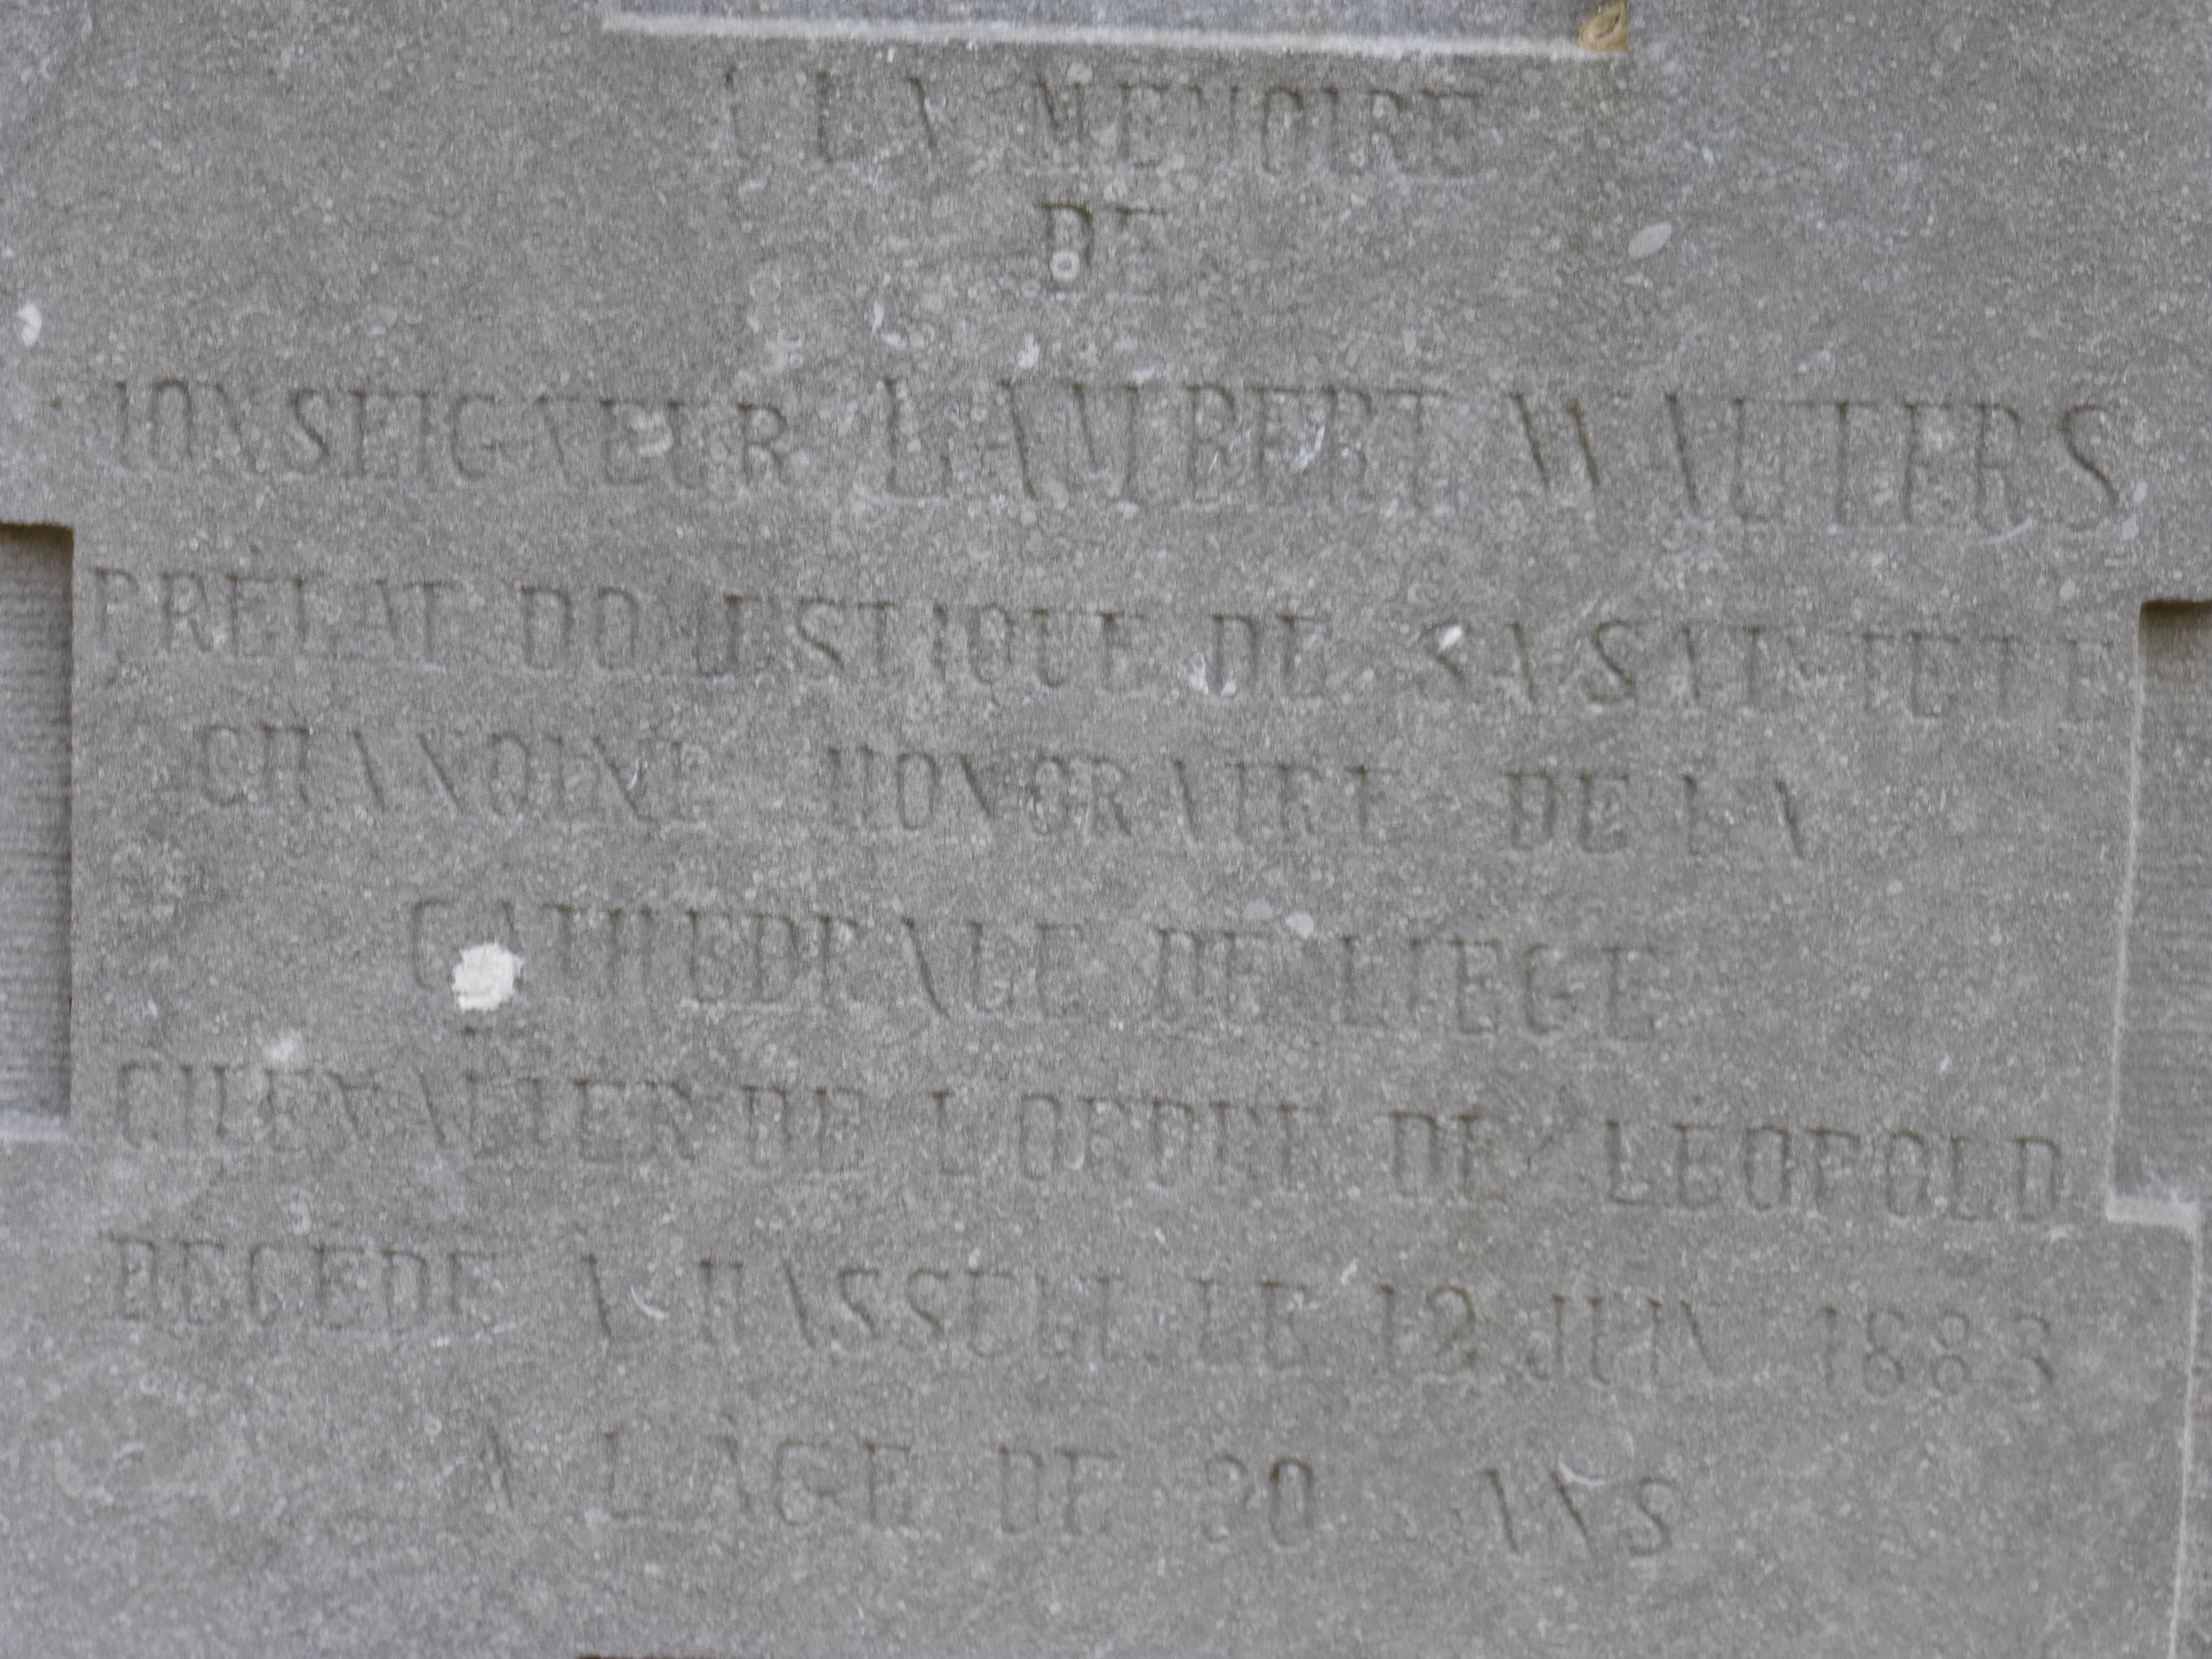 A LA MEMOIRE
DE
MONSEIGNEUR LAMBERT WAUTERS
PRELAT DOMESTIQUE DE SA SAINTETE
CHANOINE HONORAIRE DE LA
CATHEDRALE DE LIEGE
CHEVALIER DE L'ORDRE DE LEOPOLD
DECEDE A HASSELT LE 12 JUIN 1883
A L'AGE DE ANS